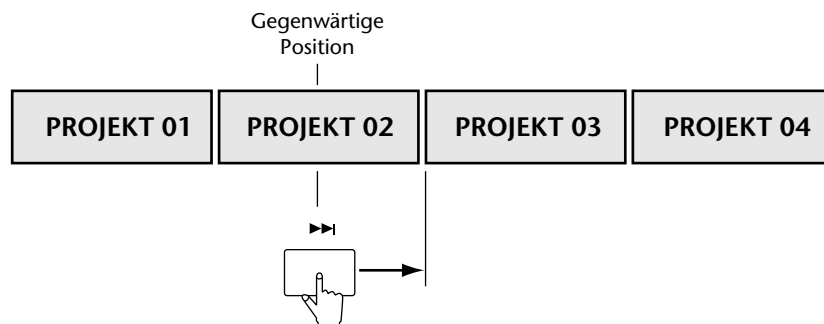 Gegenwärtige
Position
PROJEKT 01 PROJEKT 02 PROJEKT 03 PROJEKT 04